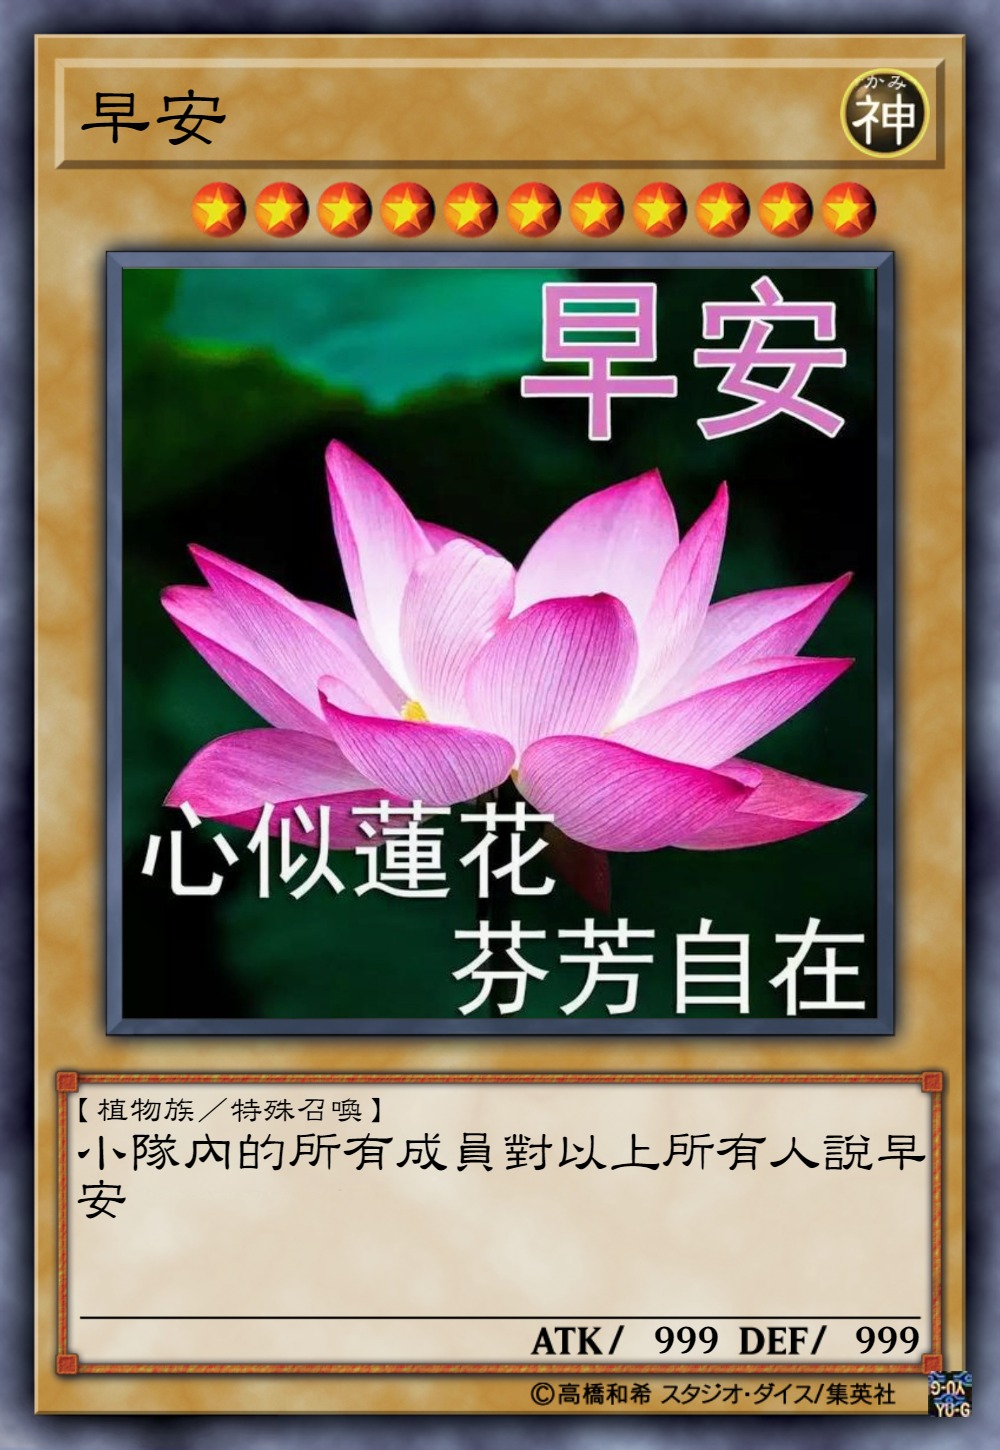 早安
かみ
神
早安
心似蓮花
芬芳自在
【植物族／特殊召喚】
小隊內的所有成員對以上所有人說早
安
ATK/ 999 DEF/ 999
©高橋和希 スタジオ・ダイス/集英社